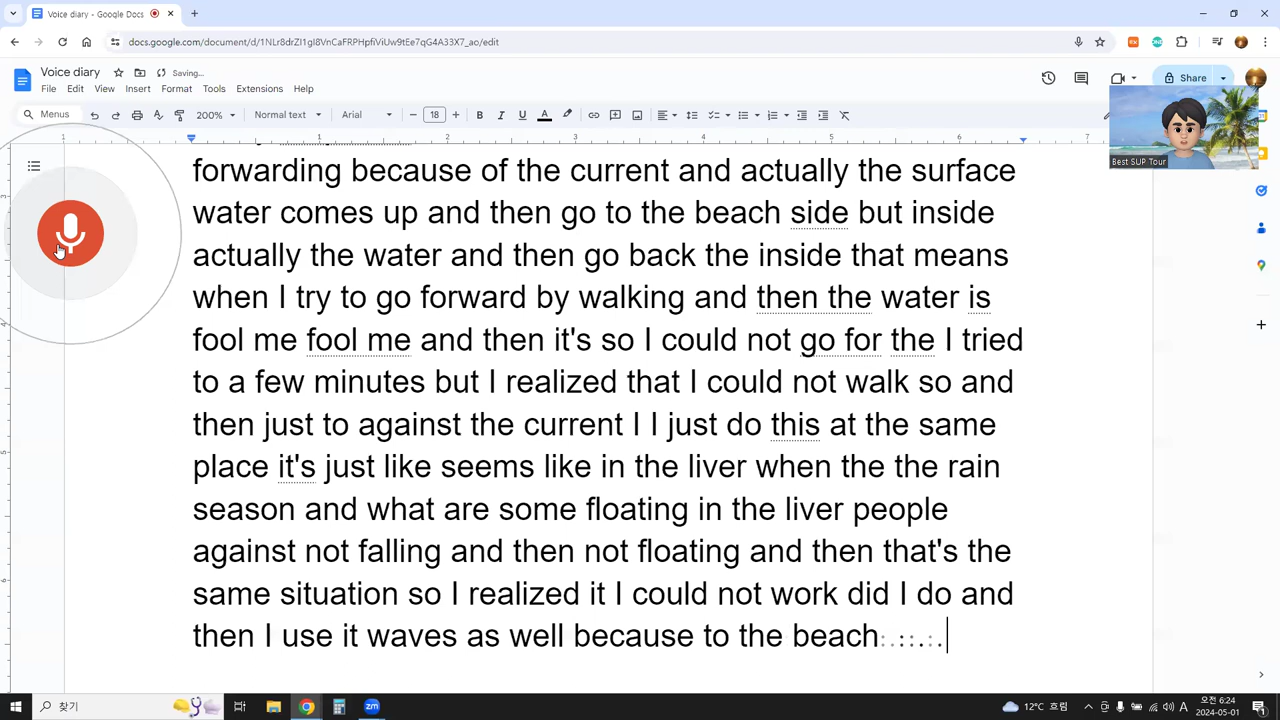 Voice diary - Google Docs
docs.google.com/document/d/1NLr8drZI1gI8VnCaFRPHpfiViUw9tEe7qG4A33X7_ao/edit
Voice diary Saving...
File Edit View Insert Format Tools Extensions Help
Share
Menus 200% Normal text Arial 18 B I U A
1 1 2 3 4 5 6 7
Best SUP Tour
forwarding because of the current and actually the surface
water comes up and then go to the beach side but inside
actually the water and then go back the inside that means
when I try to go forward by walking and then the water is
fool me fool me and then it's so I could not go for the I tried
to a few minutes but I realized that I could not walk so and
then just to against the current I I just do this at the same
place it's just like seems like in the liver when the the rain
season and what are some floating in the liver people
against not falling and then not floating and then that's the
same situation so I realized it I could not work did I do and
then I use it waves as well because to the beach
찾기
12°C 흐림
A
오전 6:24
2024-05-01